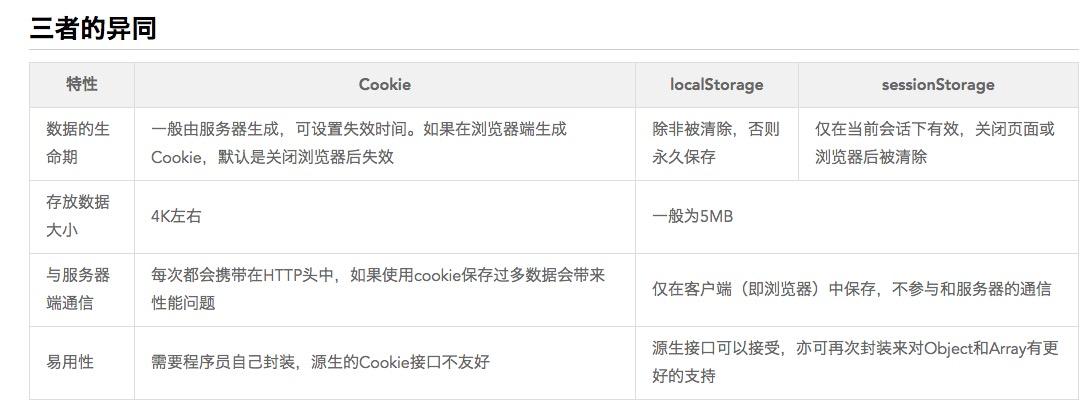 三者的异同
特性 Cookie localStorage sessionStorage
数据的生
命期
一般由服务器生成，可设置失效时间。如果在浏览器端生成
Cookie，默认是关闭浏览器后失效
除非被清除，否则
永久保存
仅在当前会话下有效，关闭页面或
浏览器后被清除
存放数据
大小
4K左右
一般为5MB
与服务器
端通信
每次都会携带在HTTP头中，如果使用cookie保存过多数据会带来
性能问题
仅在客户端（即浏览器）中保存，不参与和服务器的通信
易用性
需要程序员自己封装，源生的Cookie接口不友好
源生接口可以接受，亦可再次封装来对Object和Array有更
好的支持